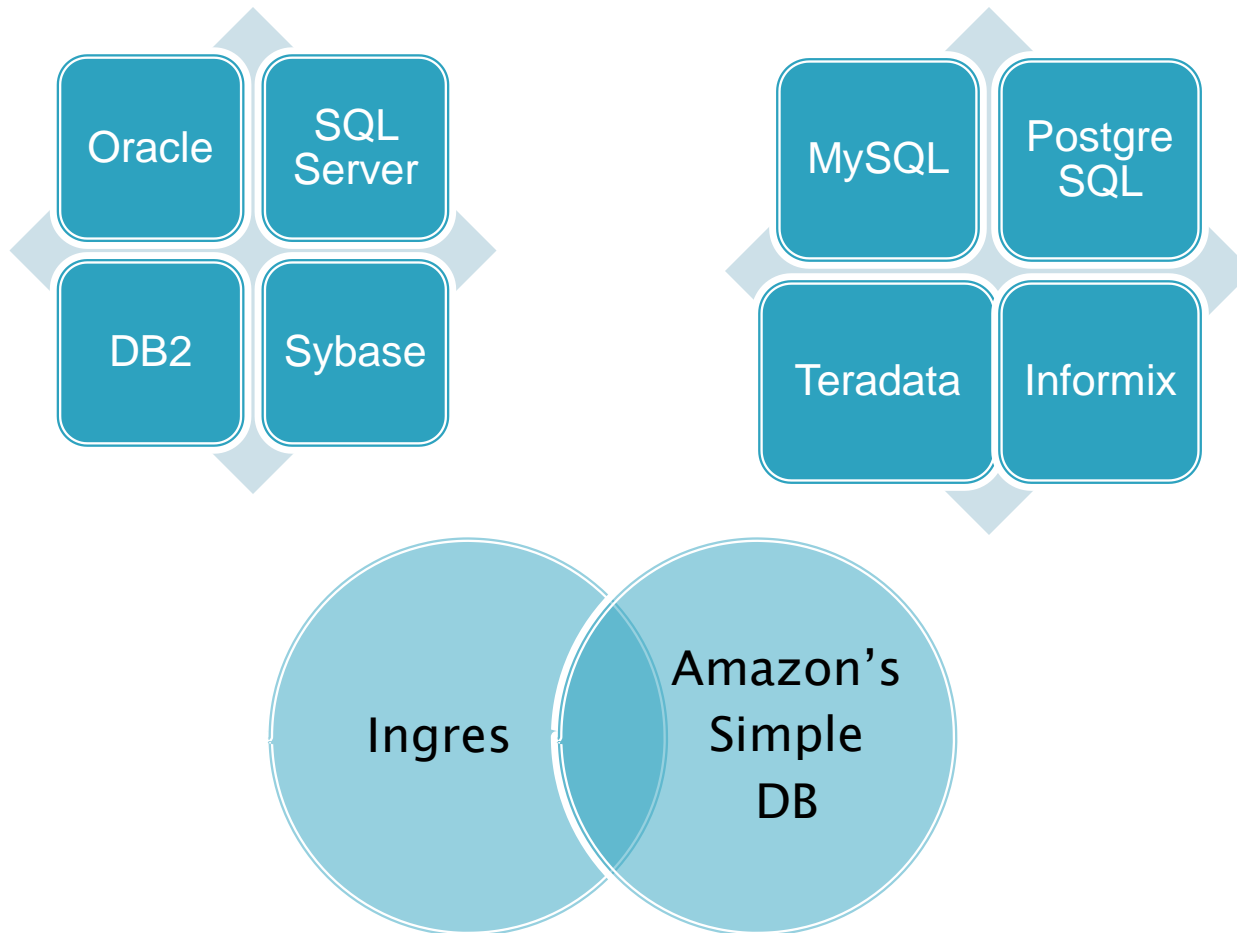 Oracle
SQL
Server
DB2
Sybase
MySQL
Postgre
SQL
Teradata
Informix
Ingres
Amazon’s
Simple
DB